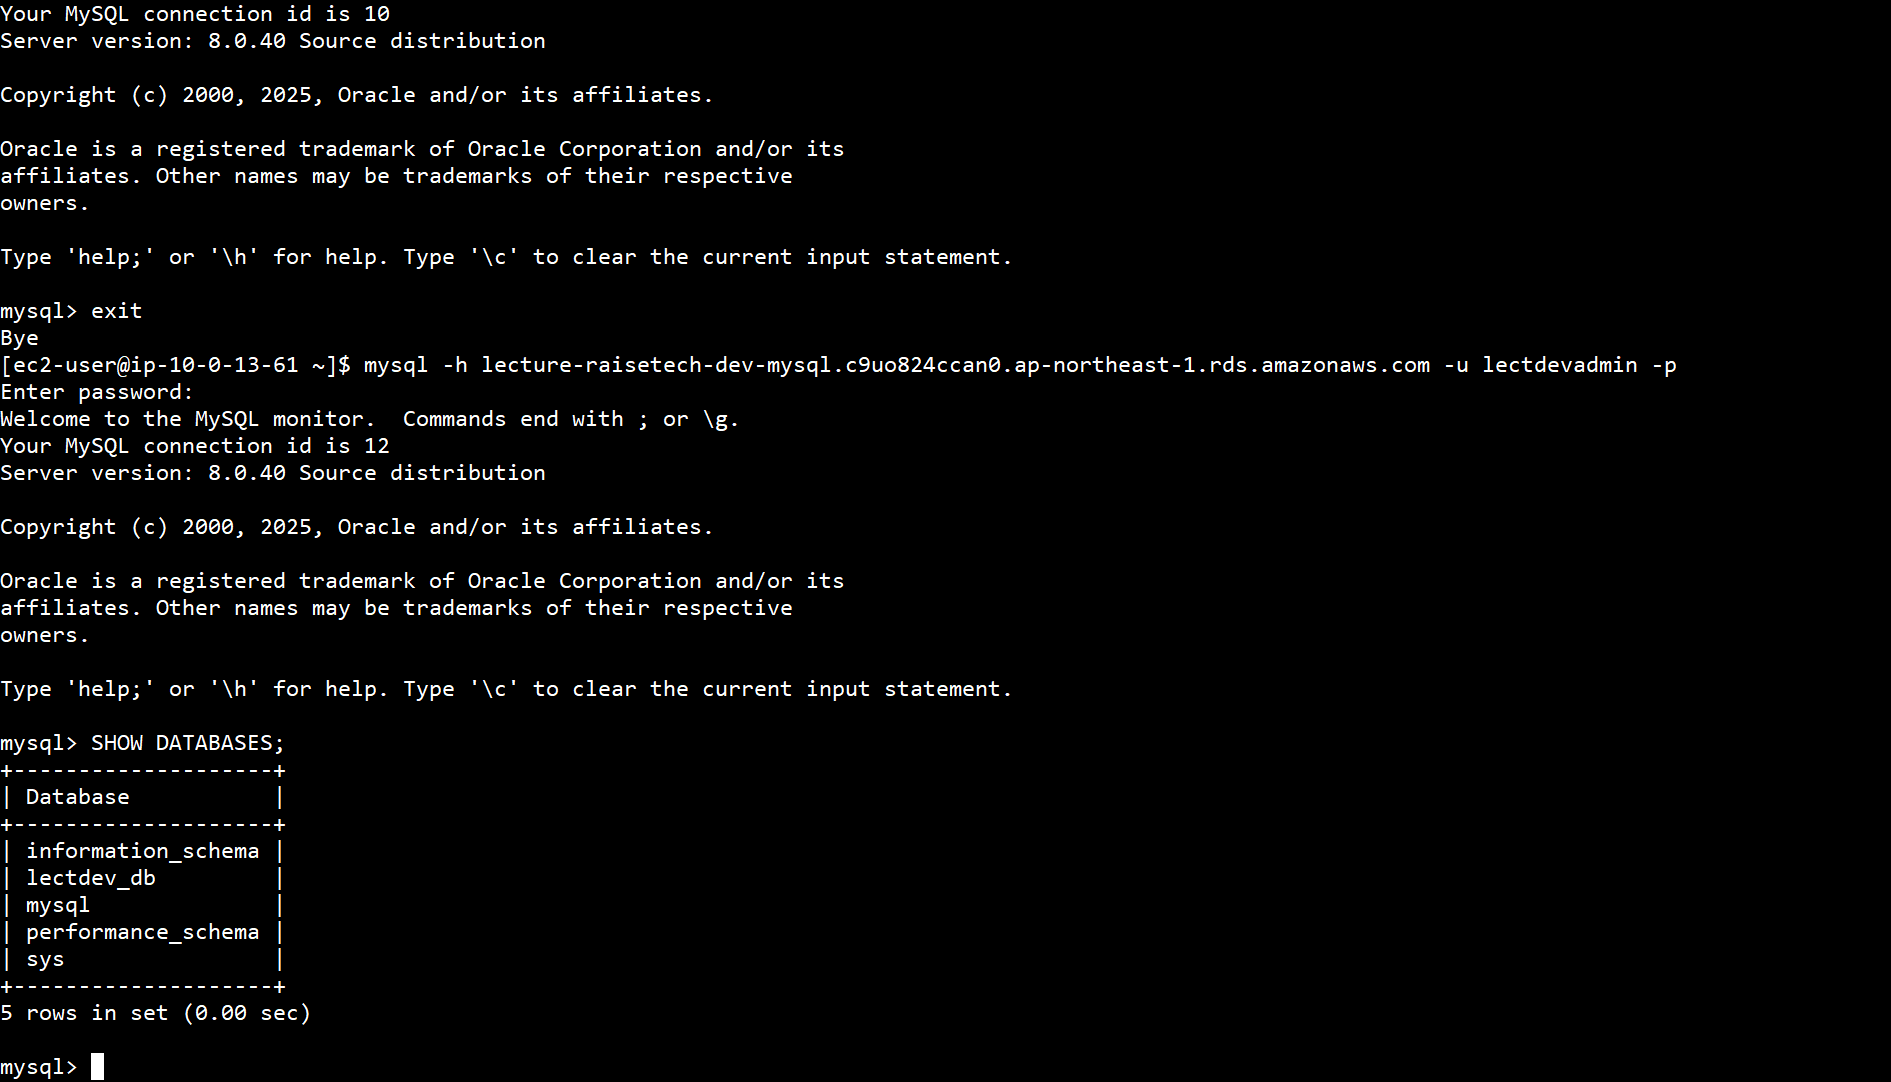 Your MySQL connection id is 10
Server version: 8.0.40 Source distribution

Copyright (c) 2000, 2025, Oracle and/or its affiliates.

Oracle is a registered trademark of Oracle Corporation and/or its
affiliates. Other names may be trademarks of their respective
owners.

Type 'help;' or '\h' for help. Type '\c' to clear the current input statement.

mysql> exit
Bye
[ec2-user@ip-10-0-13-61 ~]$ mysql -h lecture-raisetech-dev-mysql.c9uo824ccan0.ap-northeast-1.rds.amazonaws.com -u lectdevadmin -p
Enter password:
Welcome to the MySQL monitor.  Commands end with ; or \g.
Your MySQL connection id is 12
Server version: 8.0.40 Source distribution

Copyright (c) 2000, 2025, Oracle and/or its affiliates.

Oracle is a registered trademark of Oracle Corporation and/or its
affiliates. Other names may be trademarks of their respective
owners.

Type 'help;' or '\h' for help. Type '\c' to clear the current input statement.

mysql> SHOW DATABASES;
+--------------------+
| Database           |
+--------------------+
| information_schema |
| lectdev_db         |
| mysql              |
| performance_schema |
| sys                |
+--------------------+
5 rows in set (0.00 sec)

mysql>